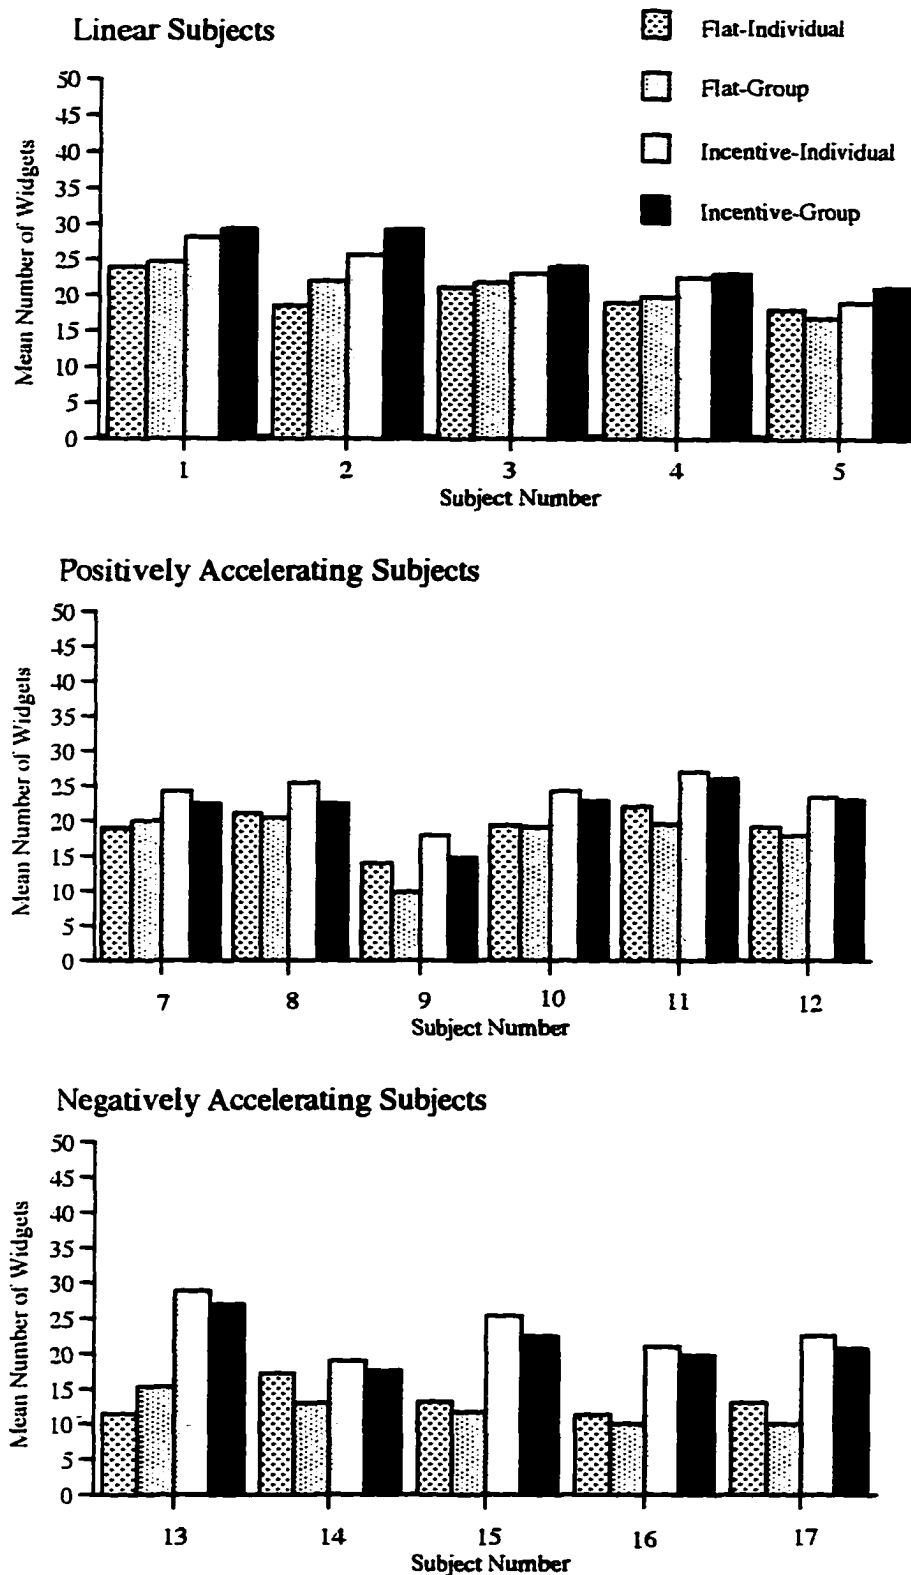 Linear Subjects
Flat-Individual
Flat-Group
Incentive-Individual
Incentive-Group
Mean Number of Widgets
50
45
40
35
30
25
20
15
10
5
0
1 2 3 4 5
Subject Number
Positively Accelerating Subjects
Mean Number of Widgets
50
45
40
35
30
25
20
15
10
5
0
7 8 9 10 11 12
Subject Number
Negatively Accelerating Subjects
Mean Number of Widgets
50
45
40
35
30
25
20
15
10
5
0
13 14 15 16 17
Subject Number